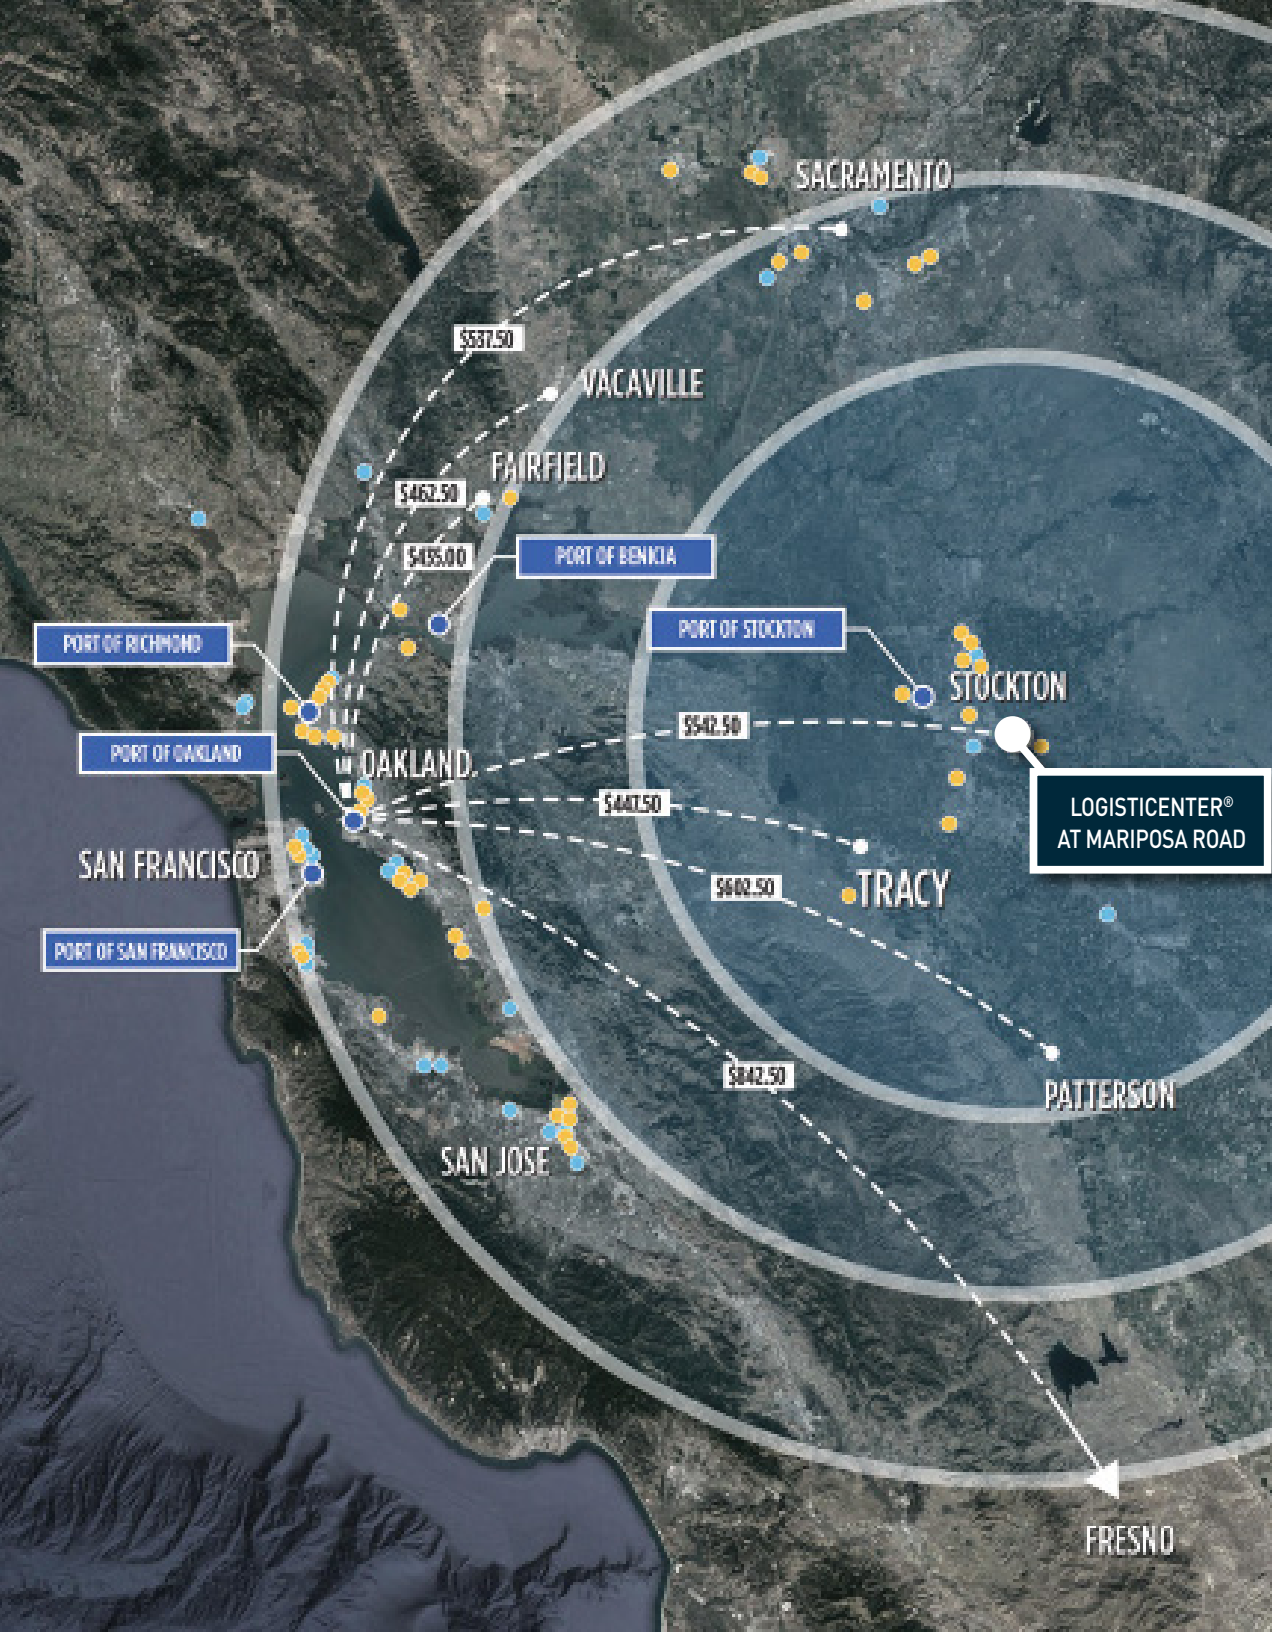 SACRAMENTO
$537.50
VACAVILLE
FAIRFIELD
$462.50
$435.00
PORT OF BENICIA
PORT OF STOCKTON
PORT OF RICHMOND
STOCKTON
$542.50
PORT OF OAKLAND
OAKLAND
$447.50
LOGISTICENTER®
AT MARIPOSA ROAD
SAN FRANCISCO
$602.50
TRACY
PORT OF SAN FRANCISCO
$842.50
PATTERSON
SAN JOSE
FRESNO